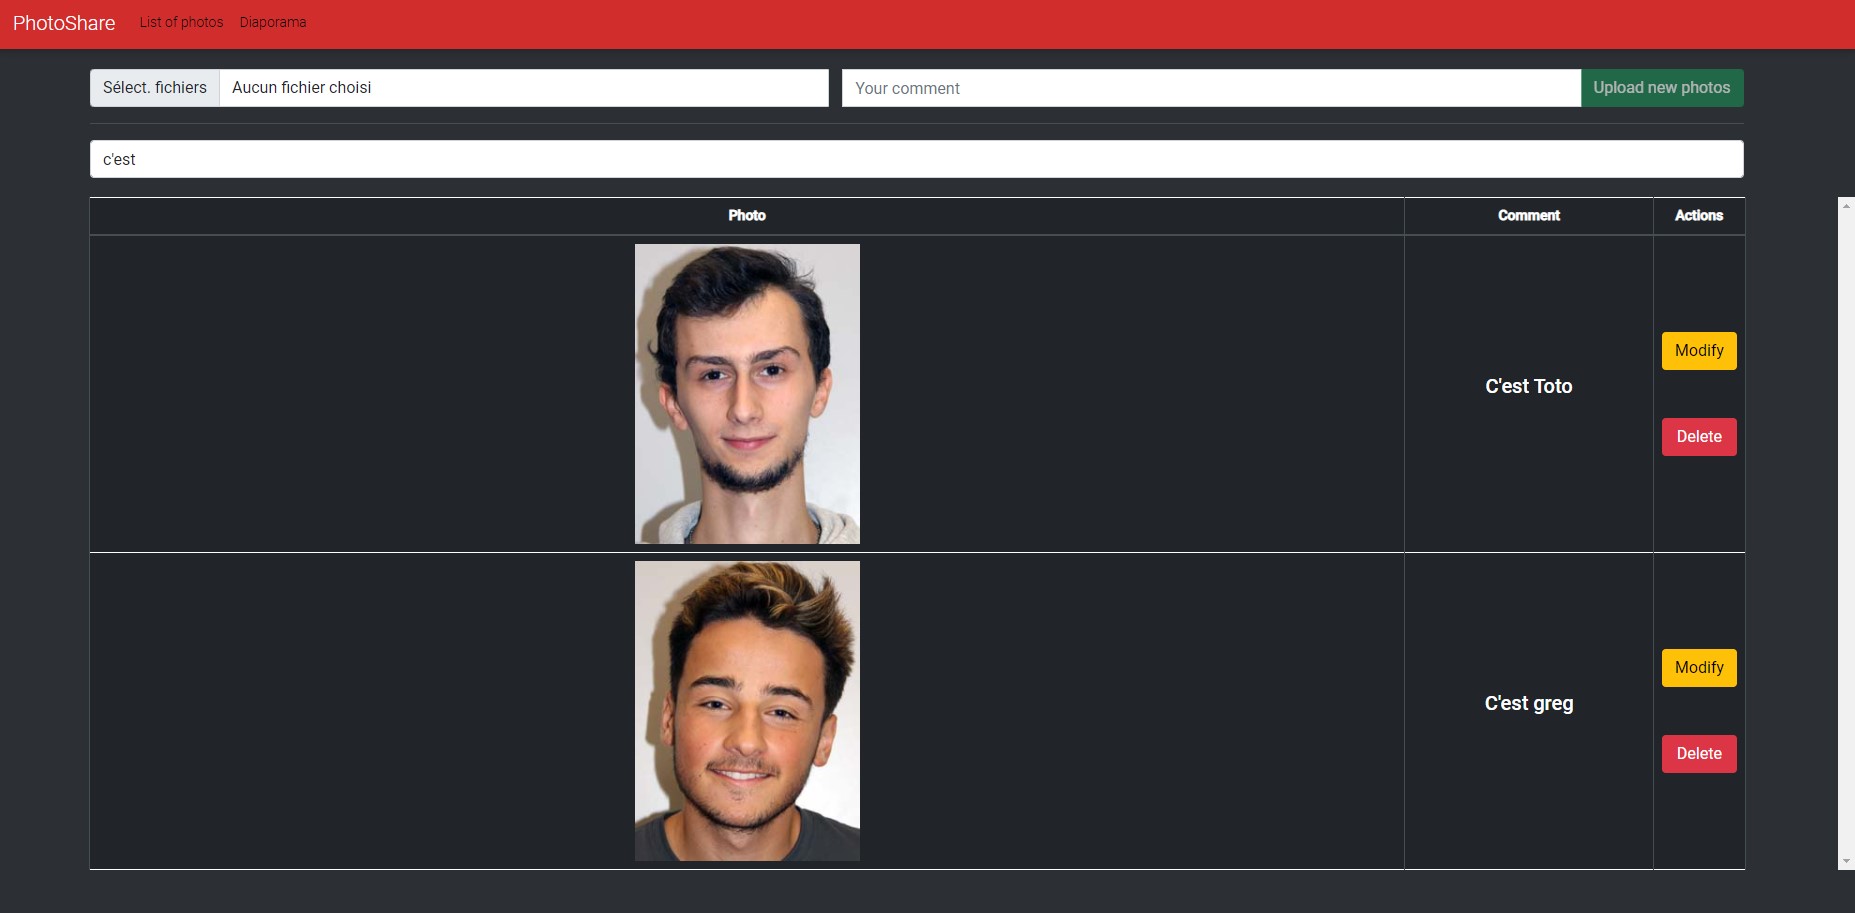 PhotoShare List of photos Diaporama
Sélect. fichiers Aucun fichier choisi Your comment Upload new photos
c'est
Photo Comment Actions
C'est Toto
Modify
Delete
C'est greg
Modify
Delete